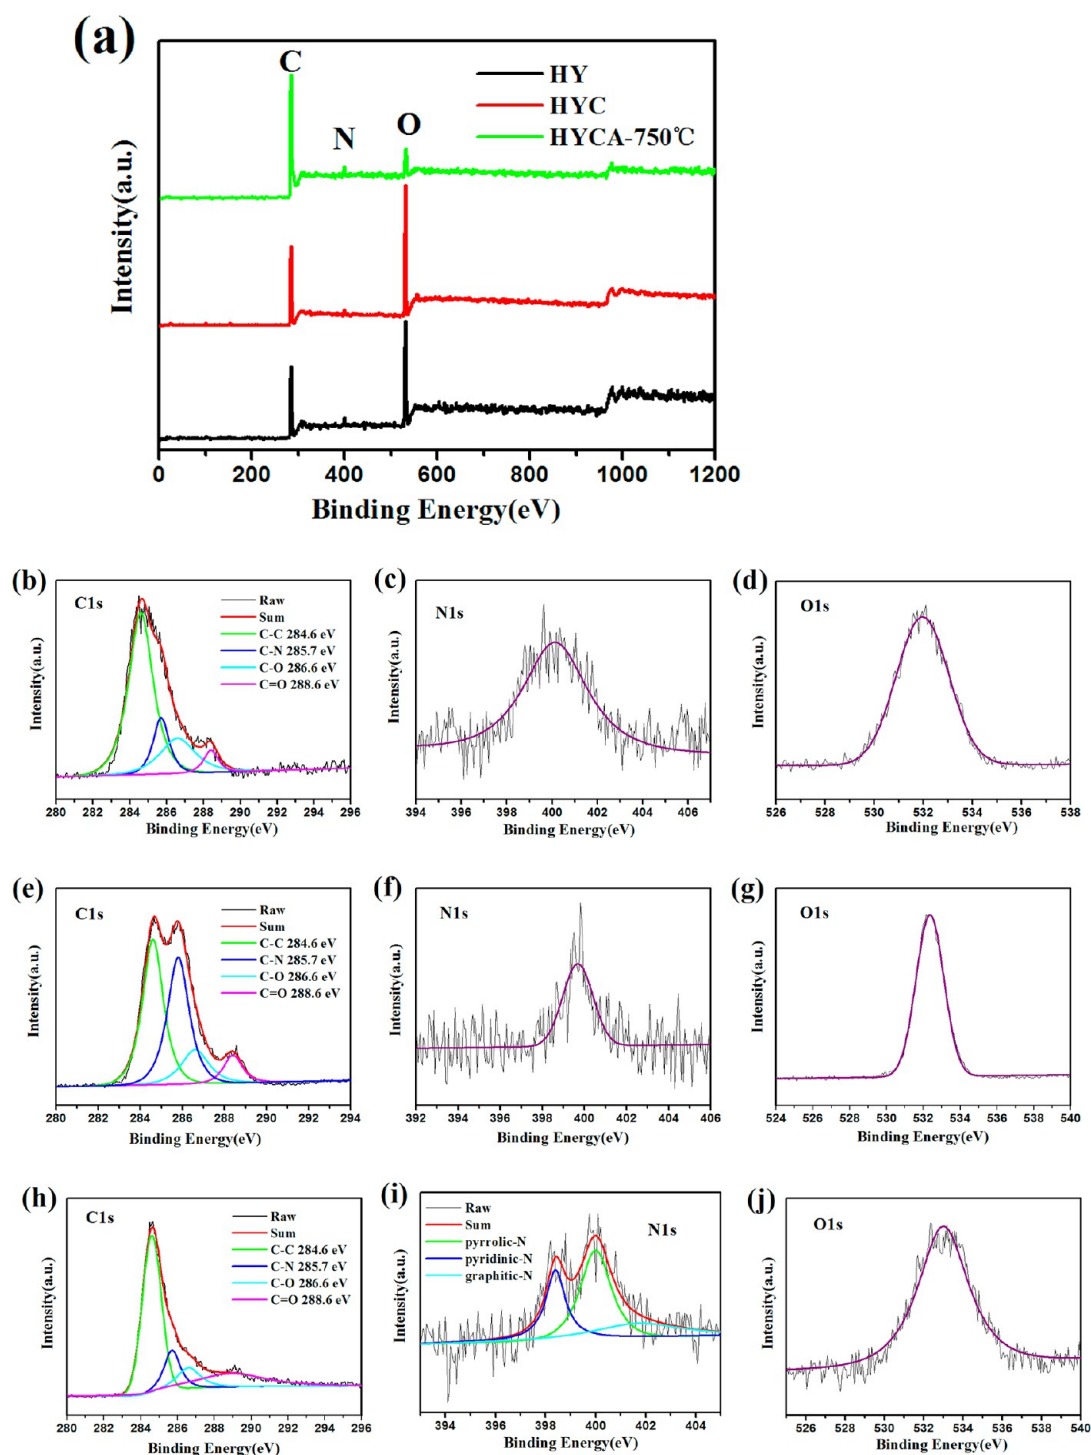 (a)
C
N
O
HY
HYC
HYCA-750℃
Intensity(a.u.)
0 200 400 600 800 1000 1200
Binding Energy(eV)
(b)
C1s
Raw
Sum
C-C 284.6 eV
C-N 285.7 eV
C-O 286.6 eV
C=O 288.6 eV
Intensity(a.u.)
280 282 284 286 288 290 292 294 296
Binding Energy(eV)
(c)
N1s
Intensity(a.u.)
394 396 398 400 402 404 406
Binding Energy(eV)
(d)
O1s
Intensity(a.u.)
526 528 530 532 534 536 538
Binding Energy(eV)
(e)
C1s
Raw
Sum
C-C 284.6 eV
C-N 285.7 eV
C-O 286.6 eV
C=O 288.6 eV
Intensity(a.u.)
280 282 284 286 288 290 292 294
Binding Energy(eV)
(f)
N1s
Intensity(a.u.)
392 394 396 398 400 402 404 406
Binding Energy(eV)
(g)
O1s
Intensity(a.u.)
524 526 528 530 532 534 536 538 540
Binding Energy(eV)
(h)
C1s
Raw
Sum
C-C 284.6 eV
C-N 285.7 eV
C-O 286.6 eV
C=O 288.6 eV
Intensity(a.u.)
280 282 284 286 288 290 292 294 296
Binding Energy(eV)
(i)
Raw
Sum
pyrrolic-N
pyridinic-N
graphitic-N
N1s
Intensity(a.u.)
394 396 398 400 402 404
Binding Energy(eV)
(j)
O1s
Intensity(a.u.)
526 528 530 532 534 536 538 540
Binding Energy(eV)